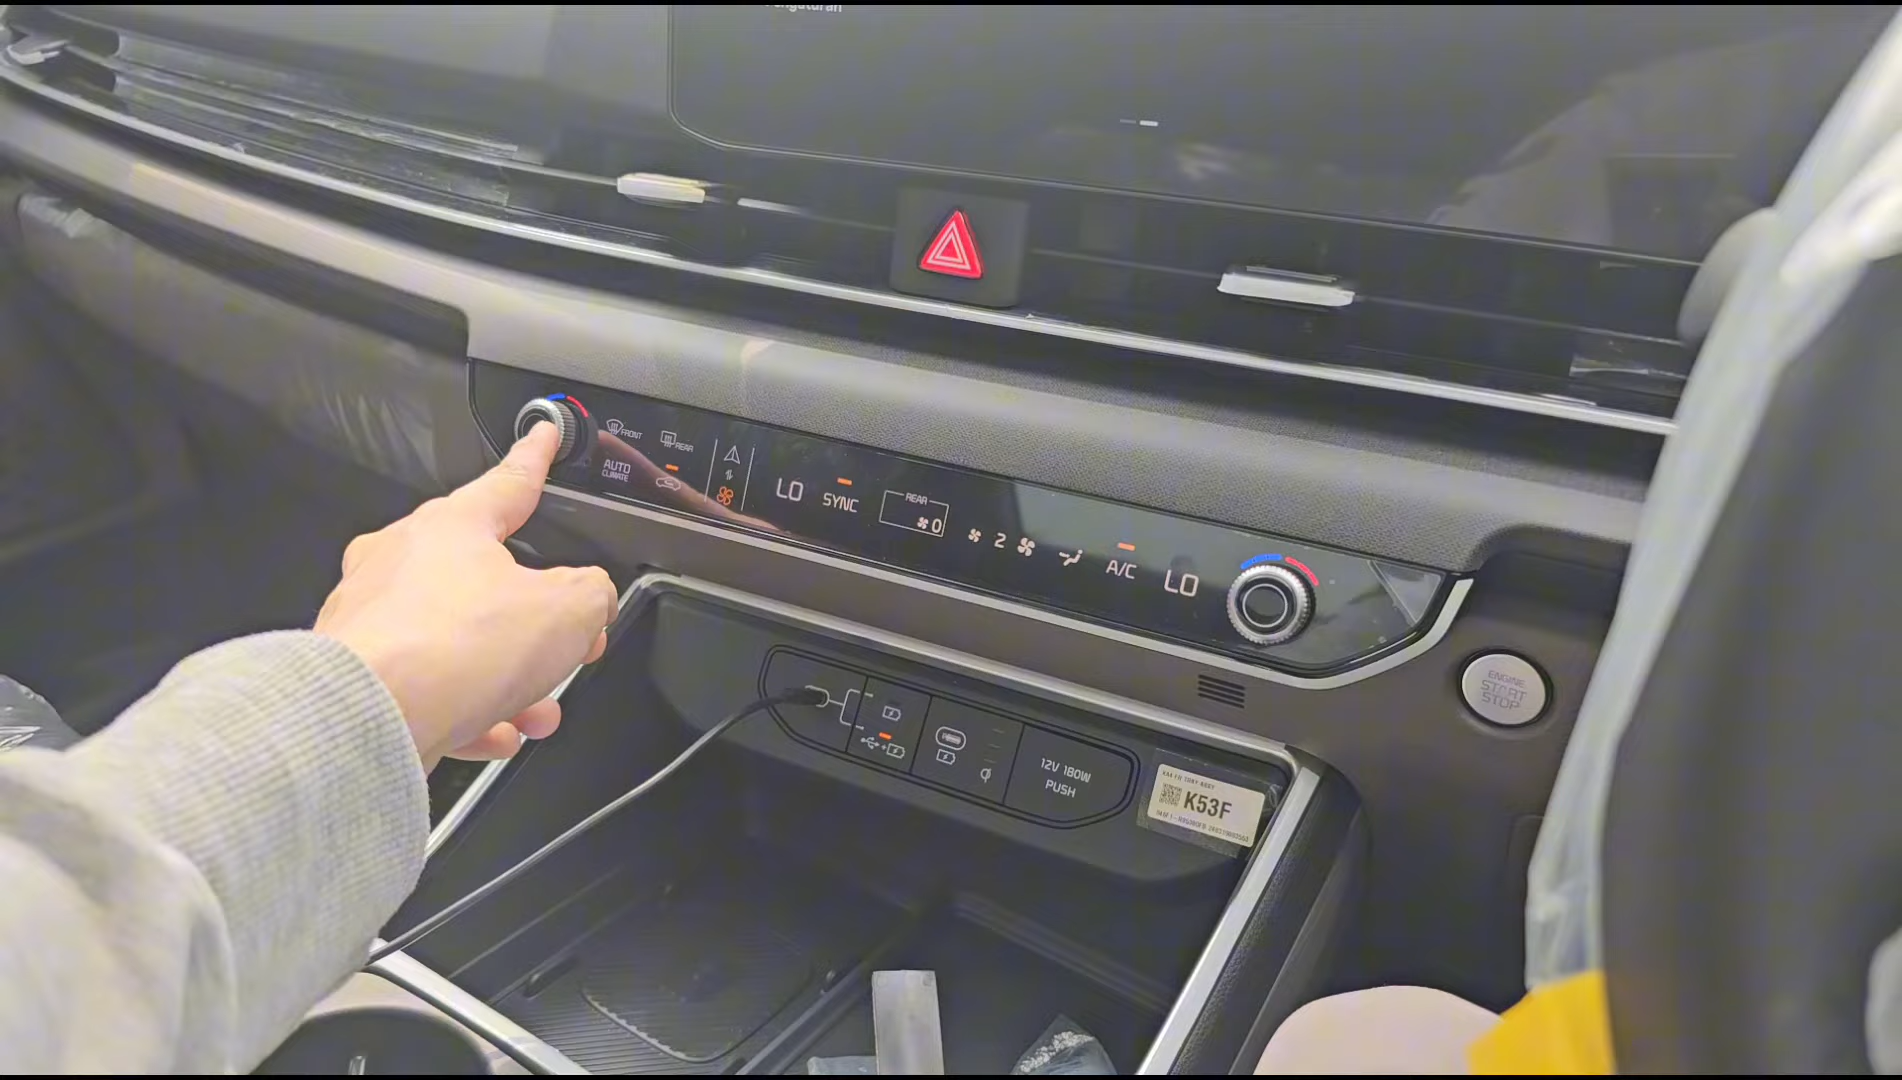 FRONT
REAR
AUTO
CLIMATE
LO
SYNC
REAR
0
2
A/C
LO
ENGINE
START
STOP
12V 180W
PUSH
K53F